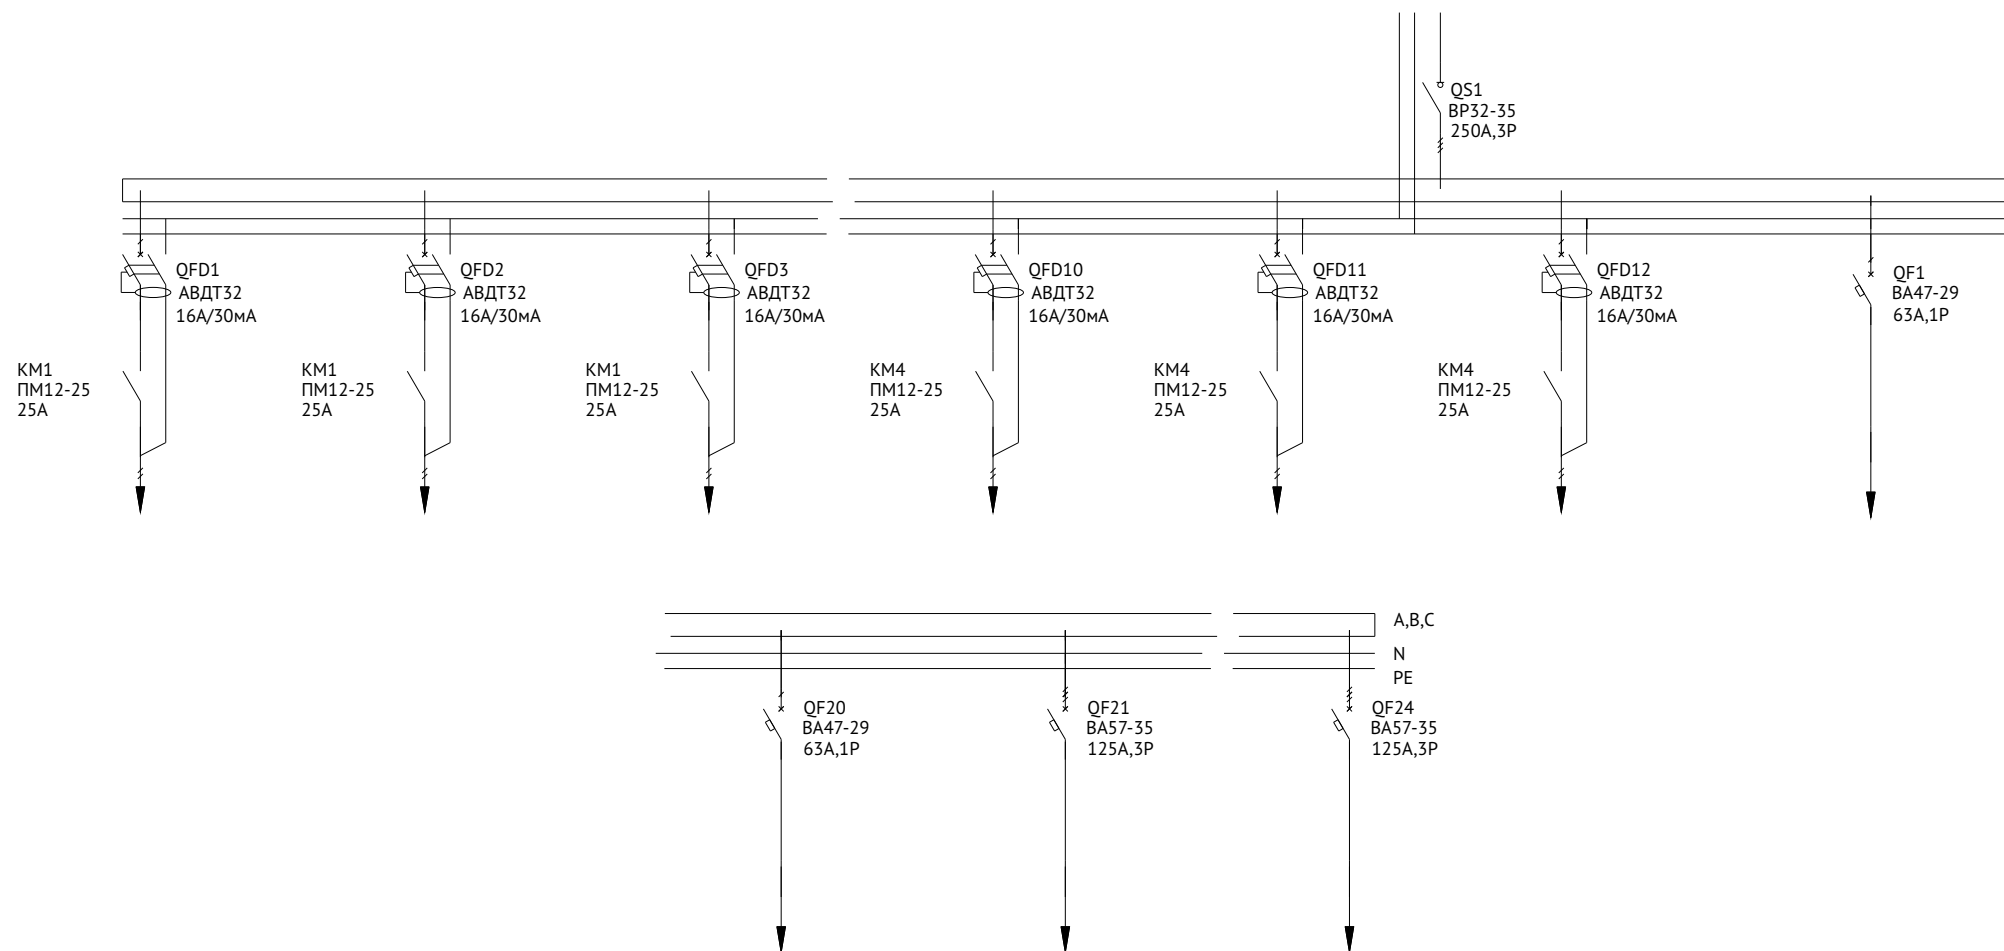 QS1
ВР32-35
250А,3Р
QFD1
АВДТ32
16А/30мА
QFD2
АВДТ32
16А/30мА
QFD3
АВДТ32
16А/30мА
QFD10
АВДТ32
16А/30мА
QFD11
АВДТ32
16А/30мА
QFD12
АВДТ32
16А/30мА
QF1
ВА47-29
63А,1Р
КМ1
ПМ12-25
25А
КМ1
ПМ12-25
25А
КМ1
ПМ12-25
25А
КМ4
ПМ12-25
25А
КМ4
ПМ12-25
25А
КМ4
ПМ12-25
25А
A,B,C
N
PE
QF20
ВА47-29
63А,1Р
QF21
ВА57-35
125А,3Р
QF24
ВА57-35
125А,3Р